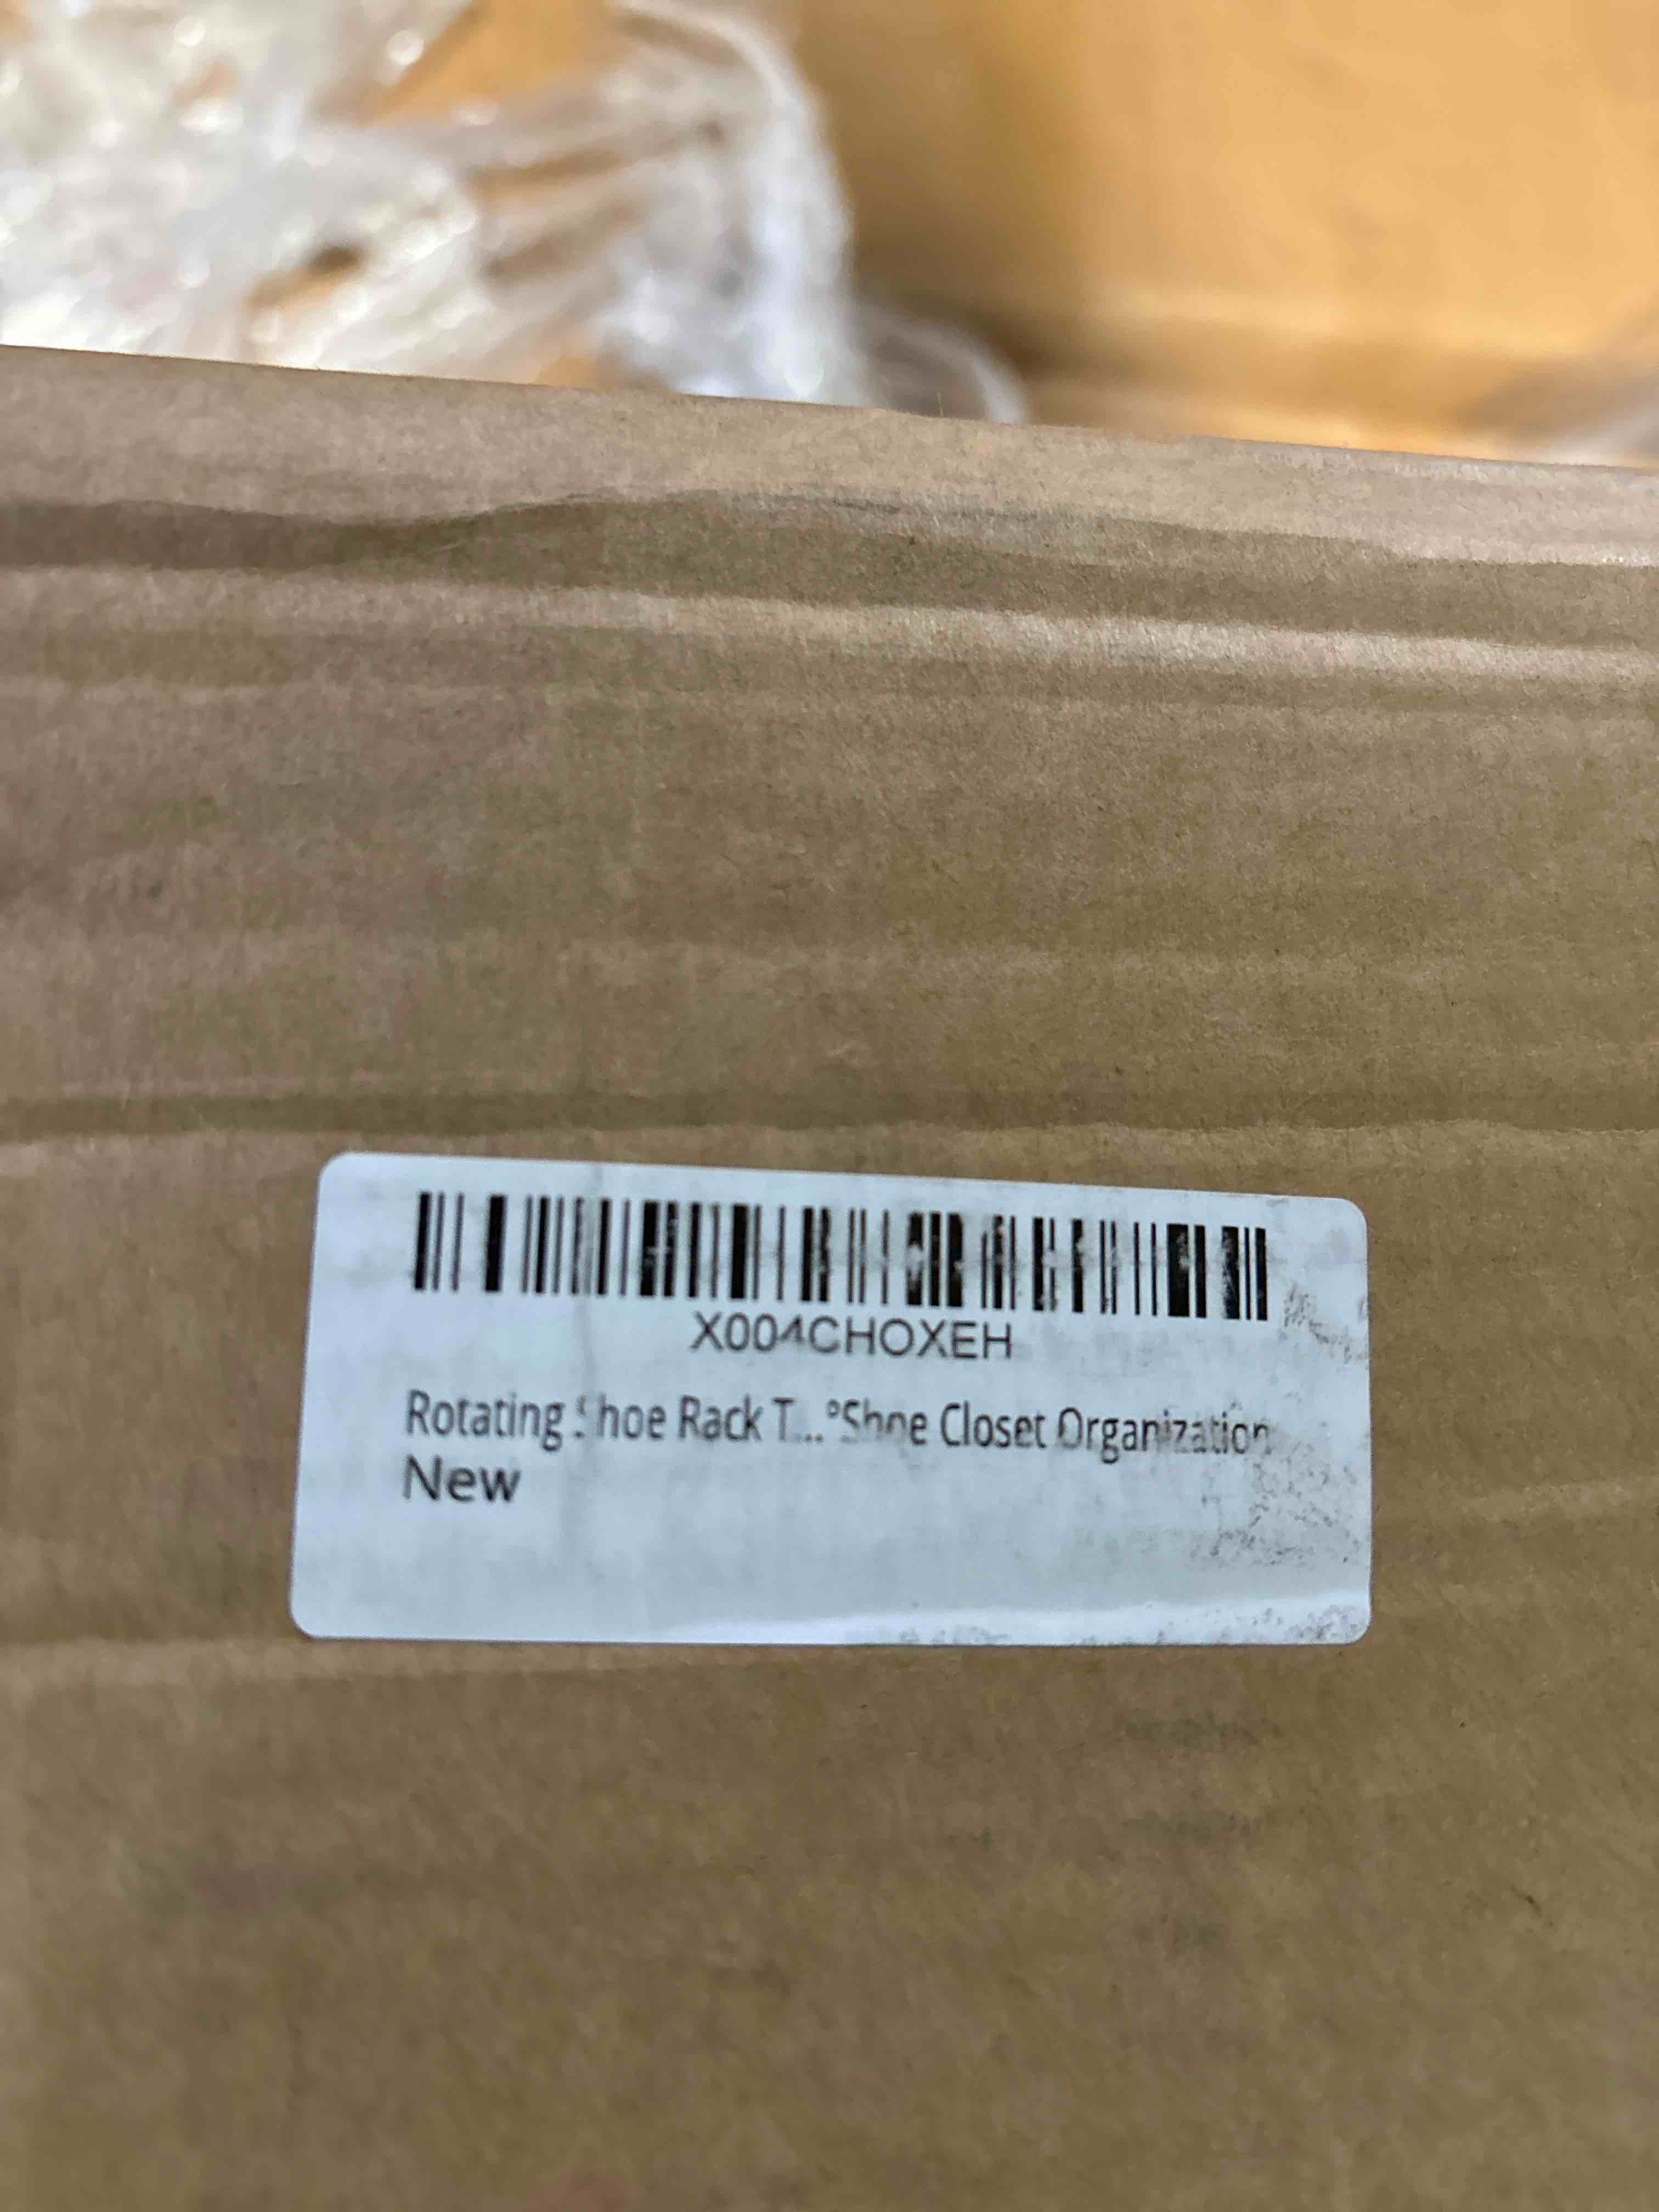 X004CHOXEH
Rotating Shoe Rack T... °Shoe Closet Organization
New